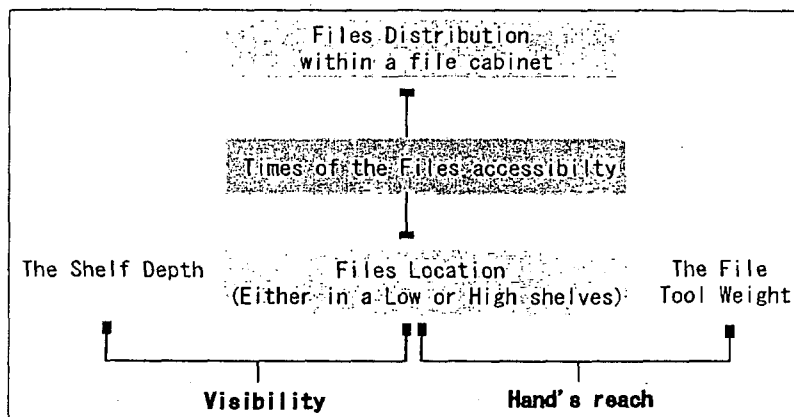 Files Distribution
within a file cabinet
Times of the Files accessibilty
The Shelf Depth
Files Location
(Either in a Low or High shelves)
The File
Tool Weight
Visibility
Hand's reach